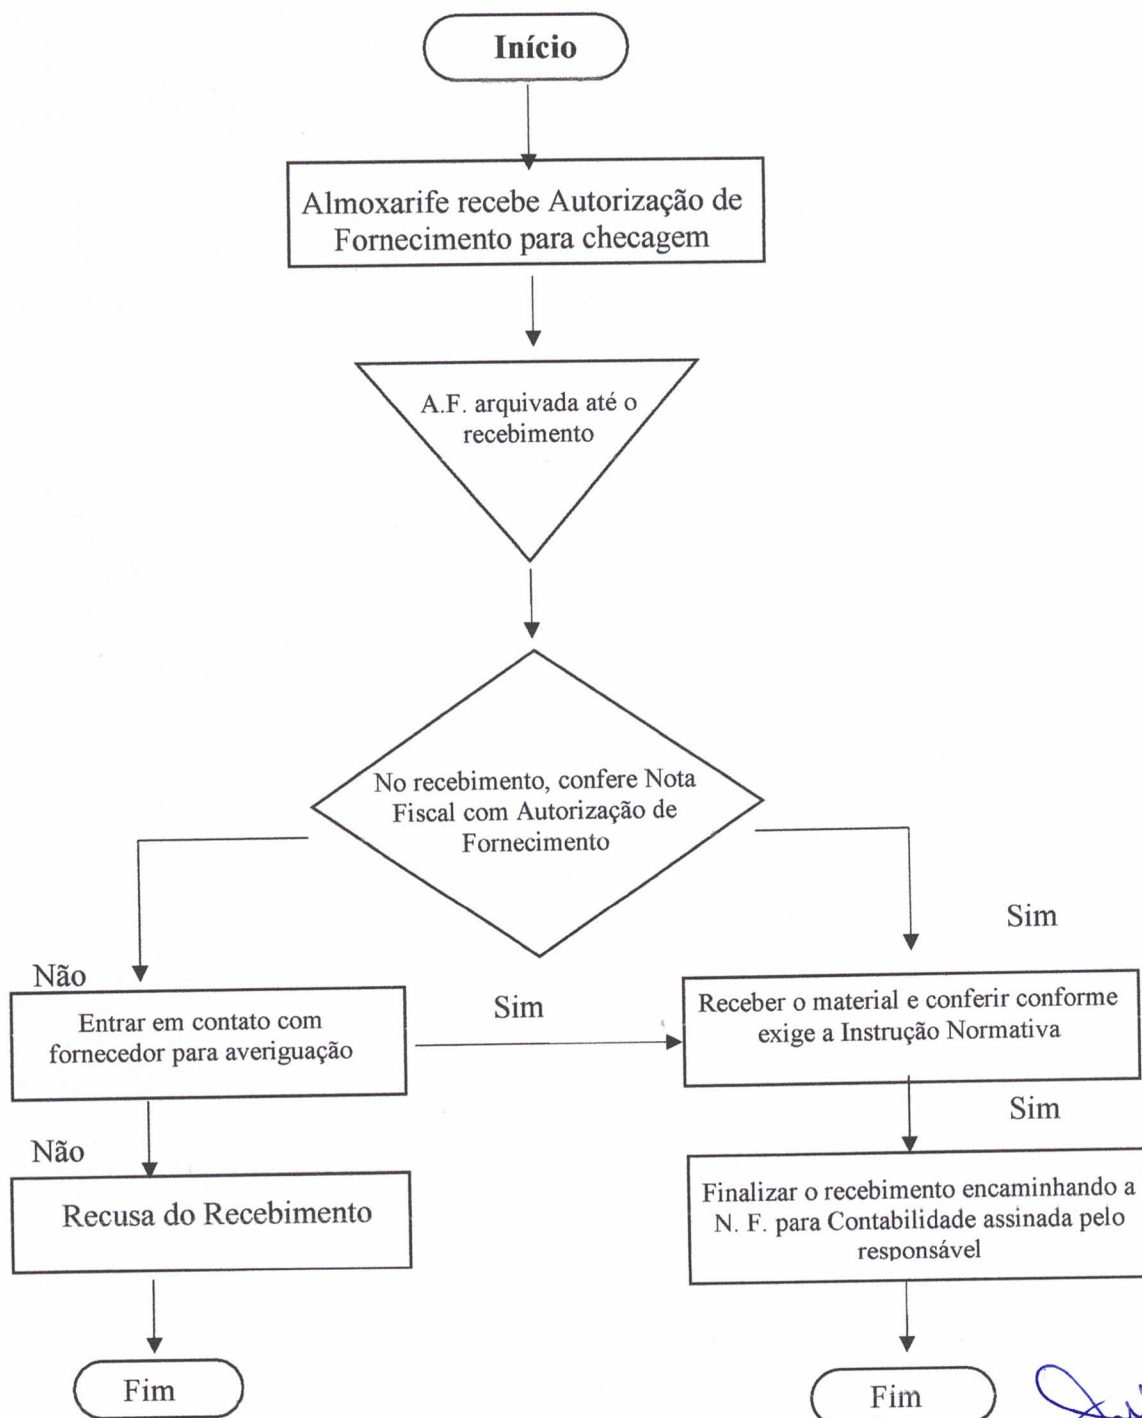 Início
Almoxarife recebe Autorização de
Fornecimento para checagem
A.F. arquivada até o
recebimento
No recebimento, confere Nota
Fiscal com Autorização de
Fornecimento
Sim
Não
Entrar em contato com
fornecedor para averiguação
Sim
Receber o material e conferir conforme
exige a Instrução Normativa
Sim
Não
Recusa do Recebimento
Finalizar o recebimento encaminhando a
N. F. para Contabilidade assinada pelo
responsável
Fim
Fim